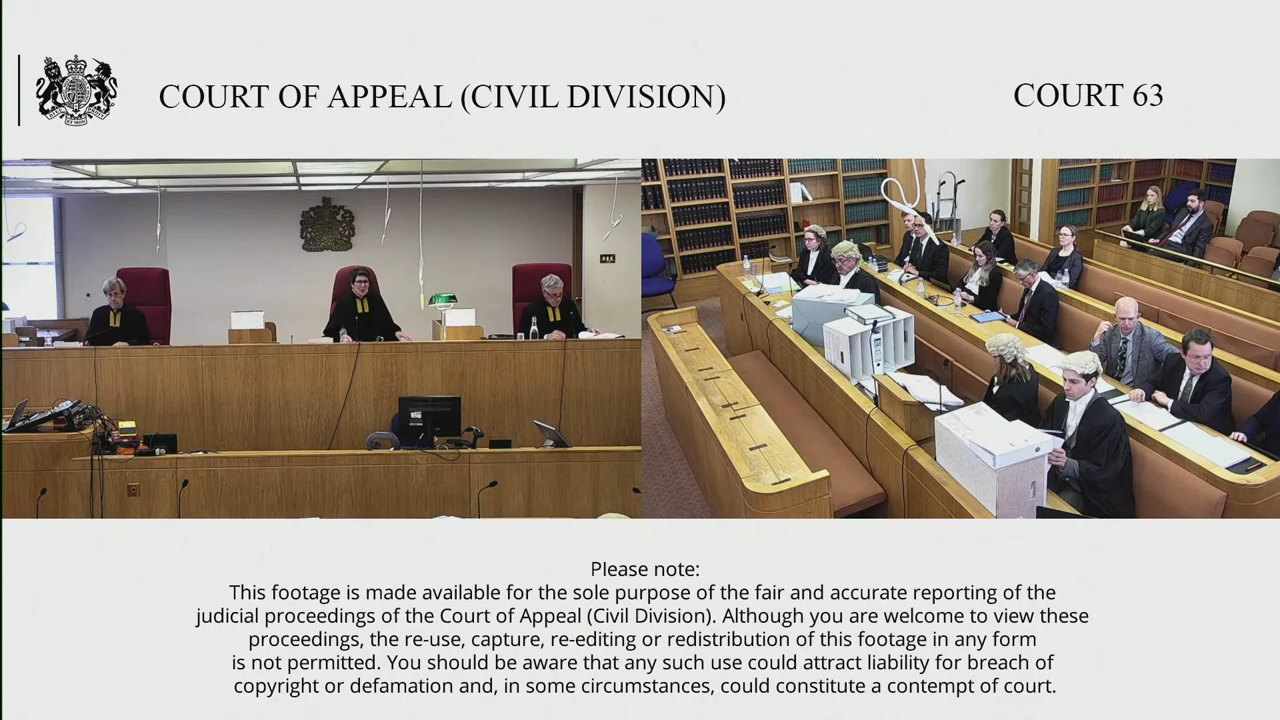 COURT OF APPEAL (CIVIL DIVISION)
COURT 63
Please note:
This footage is made available for the sole purpose of the fair and accurate reporting of the
judicial proceedings of the Court of Appeal (Civil Division). Although you are welcome to view these
proceedings, the re-use, capture, re-editing or redistribution of this footage in any form
is not permitted. You should be aware that any such use could attract liability for breach of
copyright or defamation and, in some circumstances, could constitute a contempt of court.